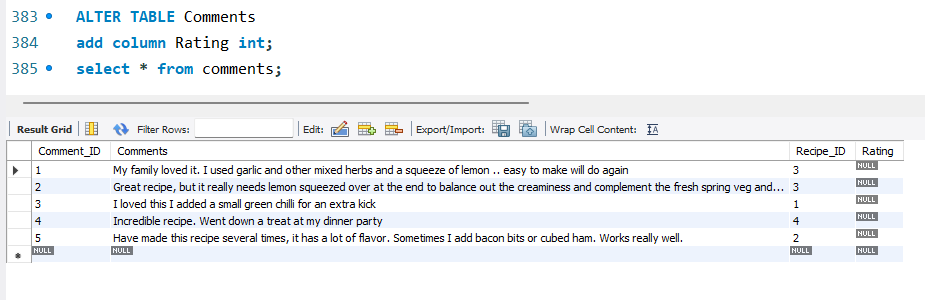 383 ALTER TABLE Comments
384 add column Rating int;
385 select * from comments;
Result Grid Filter Rows: Edit: Export/Import: Wrap Cell Content: IA
Comment_ID Comments Recipe_ID Rating
1 My family loved it. I used garlic and other mixed herbs and a squeeze of lemon .. easy to make will do again 3 NULL
2 Great recipe, but it really needs lemon squeezed over at the end to balance out the creaminess and complement the fresh spring veg and... 3 NULL
3 I loved this I added a small green chilli for an extra kick 1 NULL
4 Incredible recipe. Went down a treat at my dinner party 4 NULL
5 Have made this recipe several times, it has a lot of flavor. Sometimes I add bacon bits or cubed ham. Works really well. 2 NULL
NULL NULL NULL NULL